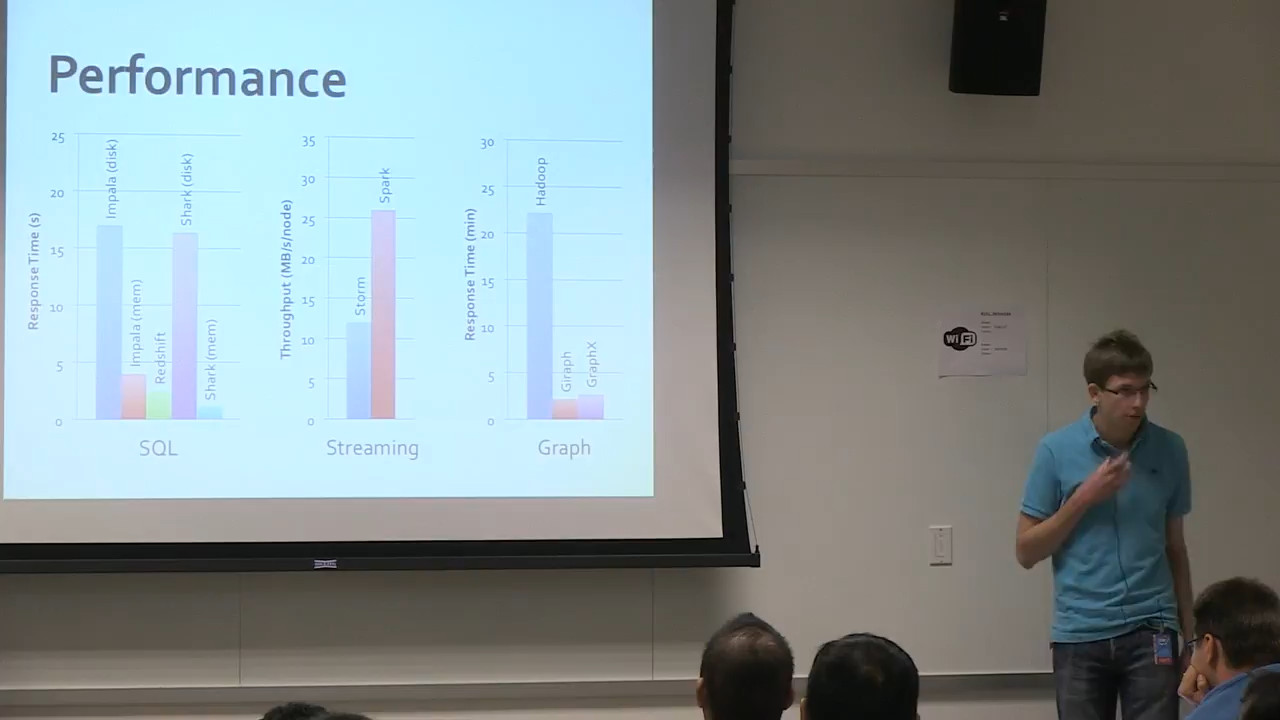 Performance
Response Time (s)
25
20
15
10
5
0
Impala (disk)
Impala (mem)
Redshift
Shark (disk)
Shark (mem)
SQL
Throughput (MB/s/node)
35
30
25
20
15
10
5
0
Storm
Spark
Streaming
Response Time (min)
30
25
20
15
10
5
0
Hadoop
Giraph
GraphX
Graph
Wi Fi